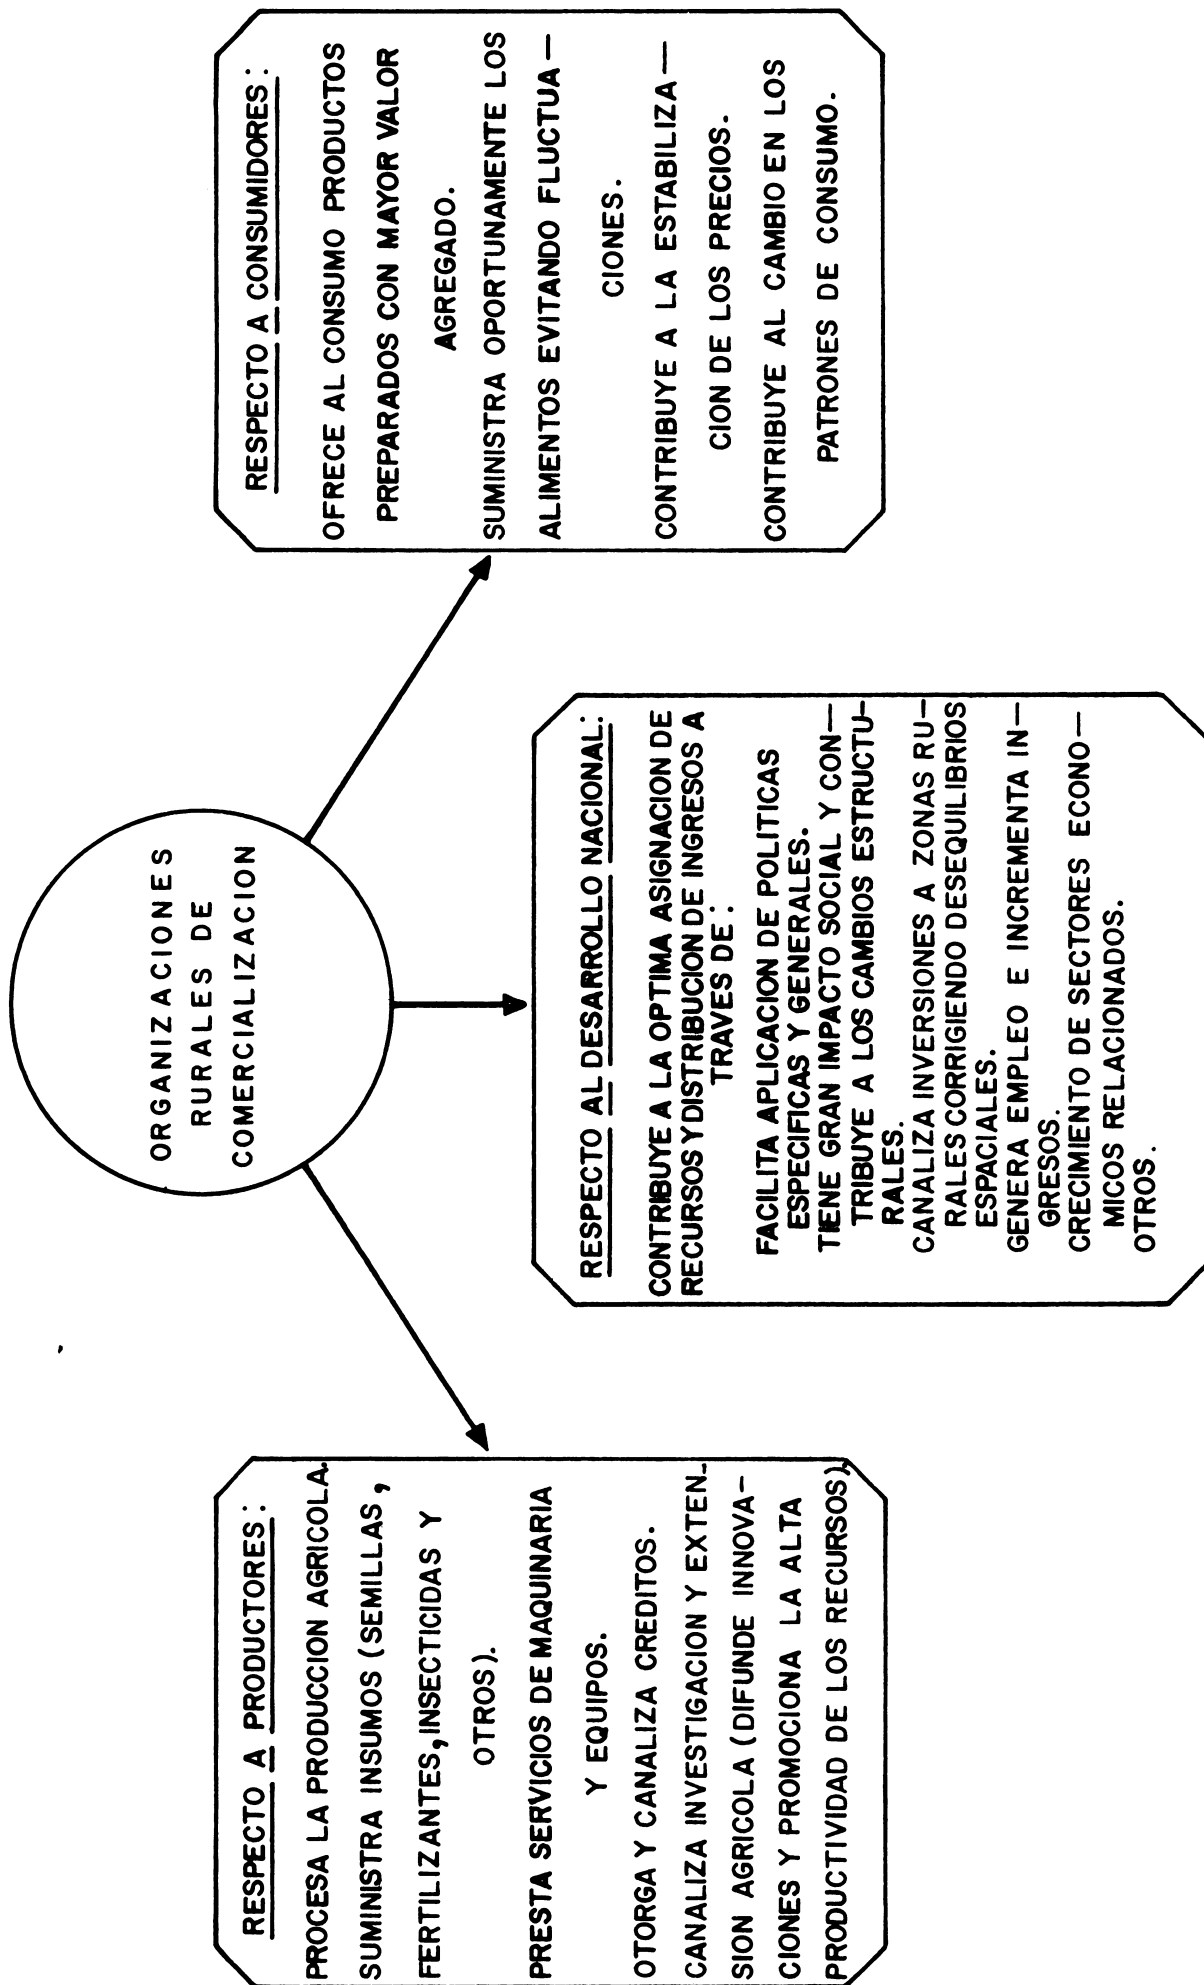 ORGANIZACIONES
RURALES DE
COMERCIALIZACION
RESPECTO A PRODUCTORES:
PROCESA LA PRODUCCION AGRICOLA.
SUMINISTRA INSUMOS (SEMILLAS,
FERTILIZANTES, INSECTICIDAS Y
OTROS).
PRESTA SERVICIOS DE MAQUINARIA
Y EQUIPOS.
OTORGA Y CANALIZA CREDITOS.
CANALIZA INVESTIGACION Y EXTEN-
SION AGRICOLA (DIFUNDE INNOVA-
CIONES Y PROMOCIONA LA ALTA
PRODUCTIVIDAD DE LOS RECURSOS).
RESPECTO AL DESARROLLO NACIONAL:
CONTRIBUYE A LA OPTIMA ASIGNACION DE
RECURSOS Y DISTRIBUCION DE INGRESOS A
TRAVES DE:
FACILITA APLICACION DE POLITICAS
ESPECIFICAS Y GENERALES.
TIENE GRAN IMPACTO SOCIAL Y CON-
TRIBUYE A LOS CAMBIOS ESTRUCTU-
RALES.
CANALIZA INVERSIONES A ZONAS RU-
RALES CORRIGIENDO DESEQUILIBRIOS
ESPACIALES.
GENERA EMPLEO E INCREMENTA IN-
GRESOS.
CRECIMIENTO DE SECTORES ECONO-
MICOS RELACIONADOS.
OTROS.
RESPECTO A CONSUMIDORES:
OFRECE AL CONSUMO PRODUCTOS
PREPARADOS CON MAYOR VALOR
AGREGADO.
SUMINISTRA OPORTUNAMENTE LOS
ALIMENTOS EVITANDO FLUCTUA-
CIONES.
CONTRIBUYE A LA ESTABILIZA-
CION DE LOS PRECIOS.
CONTRIBUYE AL CAMBIO EN LOS
PATRONES DE CONSUMO.